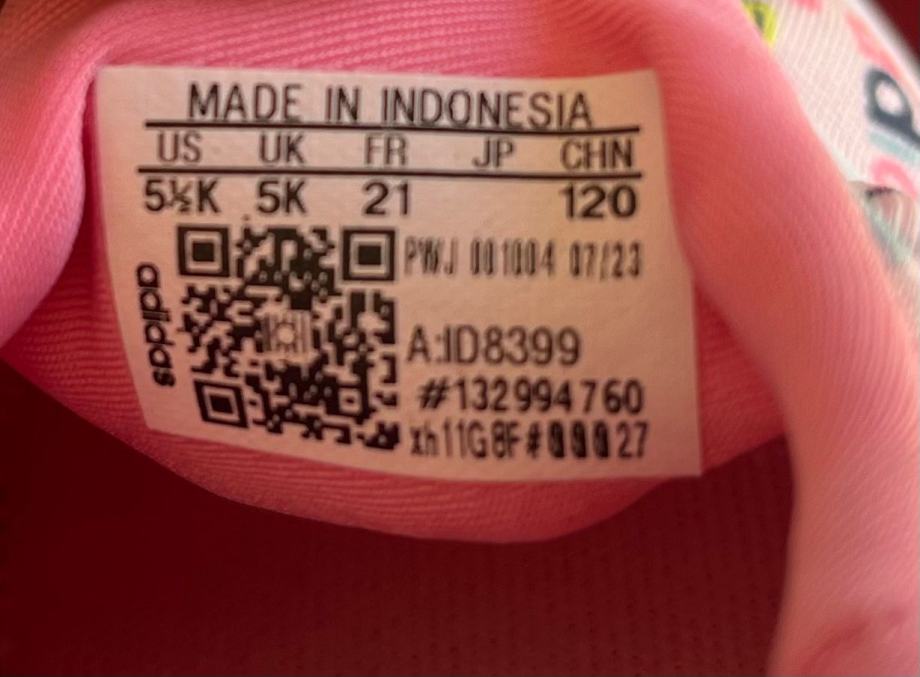 MADE IN INDONESIA
US UK FR JP CHN
5½K 5K 21 120
PWJ 001004 07/23
adidas
A:ID8399
#132994760
xh11G8F#00027